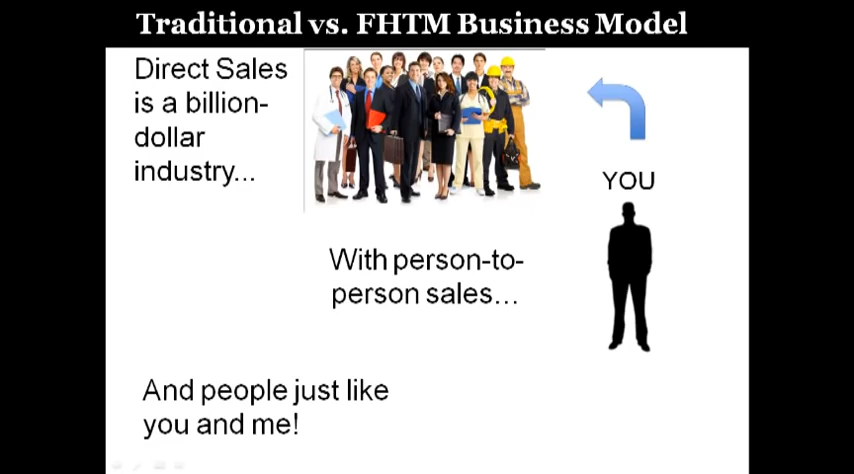 Traditional vs. FHTM Business Model
Direct Sales
is a billion-
dollar
industry...
YOU
With person-to-
person sales...
And people just like
you and me!